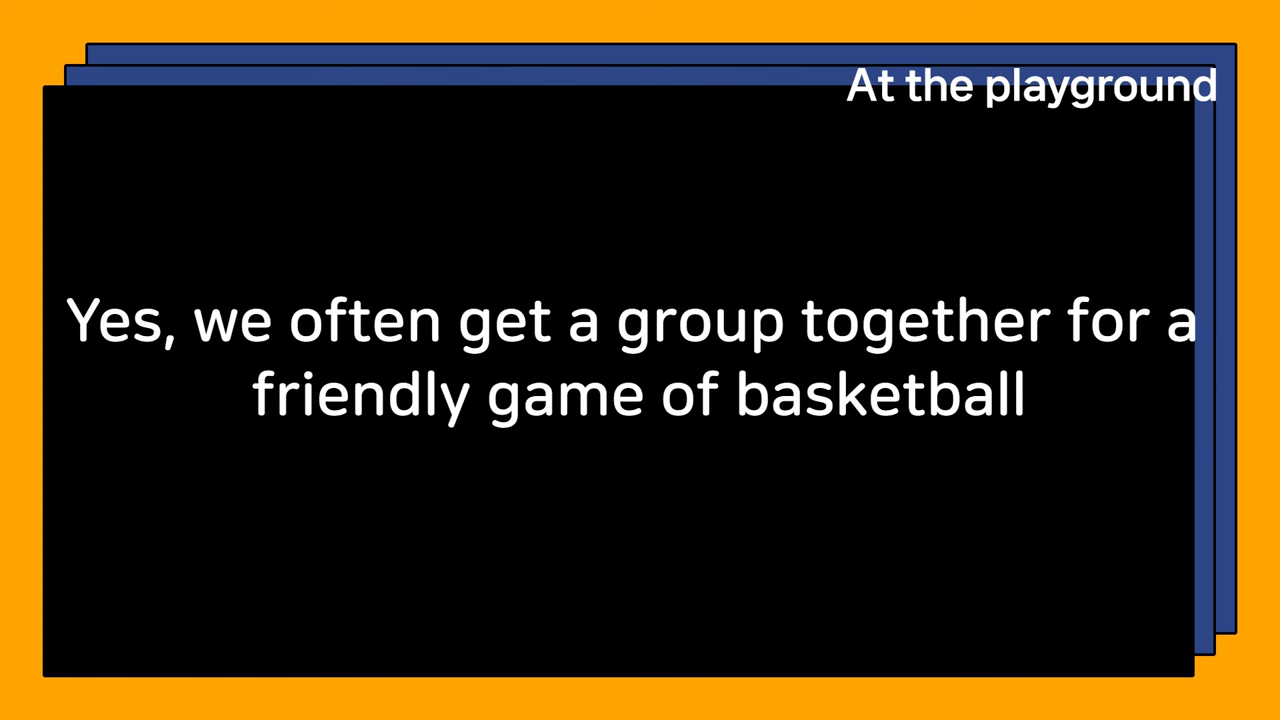 At the playground
Yes, we often get a group together for a
friendly game of basketball